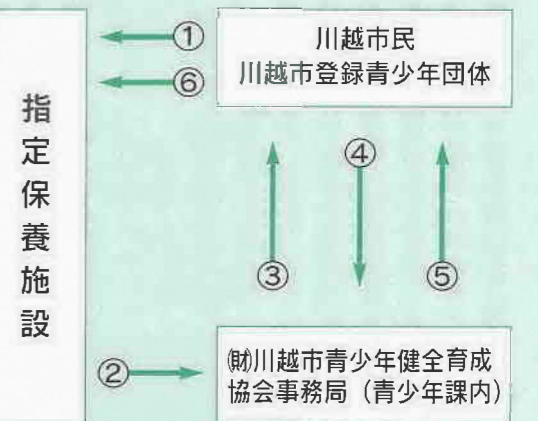 ①
川越市民
⑥
川越市登録青少年団体
指定保養施設
④
③
⑤
②
㈶川越市青少年健全育成
協会事務局（青少年課内）